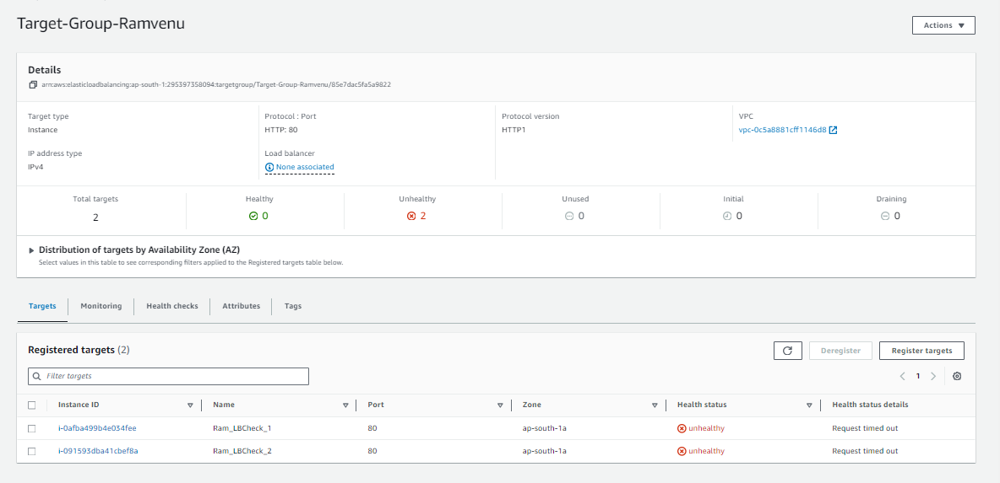 Target-Group-Ramvenu
Actions
Details
arn:aws:elasticloadbalancing:ap-south-1:295397358094:targetgroup/Target-Group-Ramvenu/85e7dac5fa5a9822
Target type
Instance
Protocol : Port
HTTP: 80
Protocol version
HTTP1
VPC
vpc-0c5a8881cff1146d8
IP address type
IPv4
Load balancer
None associated
Total targets
2
Healthy
0
Unhealthy
2
Unused
0
Initial
0
Draining
0
Distribution of targets by Availability Zone (AZ)
Select values in this table to see corresponding filters applied to the Registered targets table below.
Targets Monitoring Health checks Attributes Tags
Registered targets (2)
Deregister
Register targets
Filter targets
1
Instance ID Name Port Zone Health status Health status details
i-0afba499b4e034fee Ram_LBCheck_1 80 ap-south-1a unhealthy Request timed out
i-091593dba41cbef8a Ram_LBCheck_2 80 ap-south-1a unhealthy Request timed out